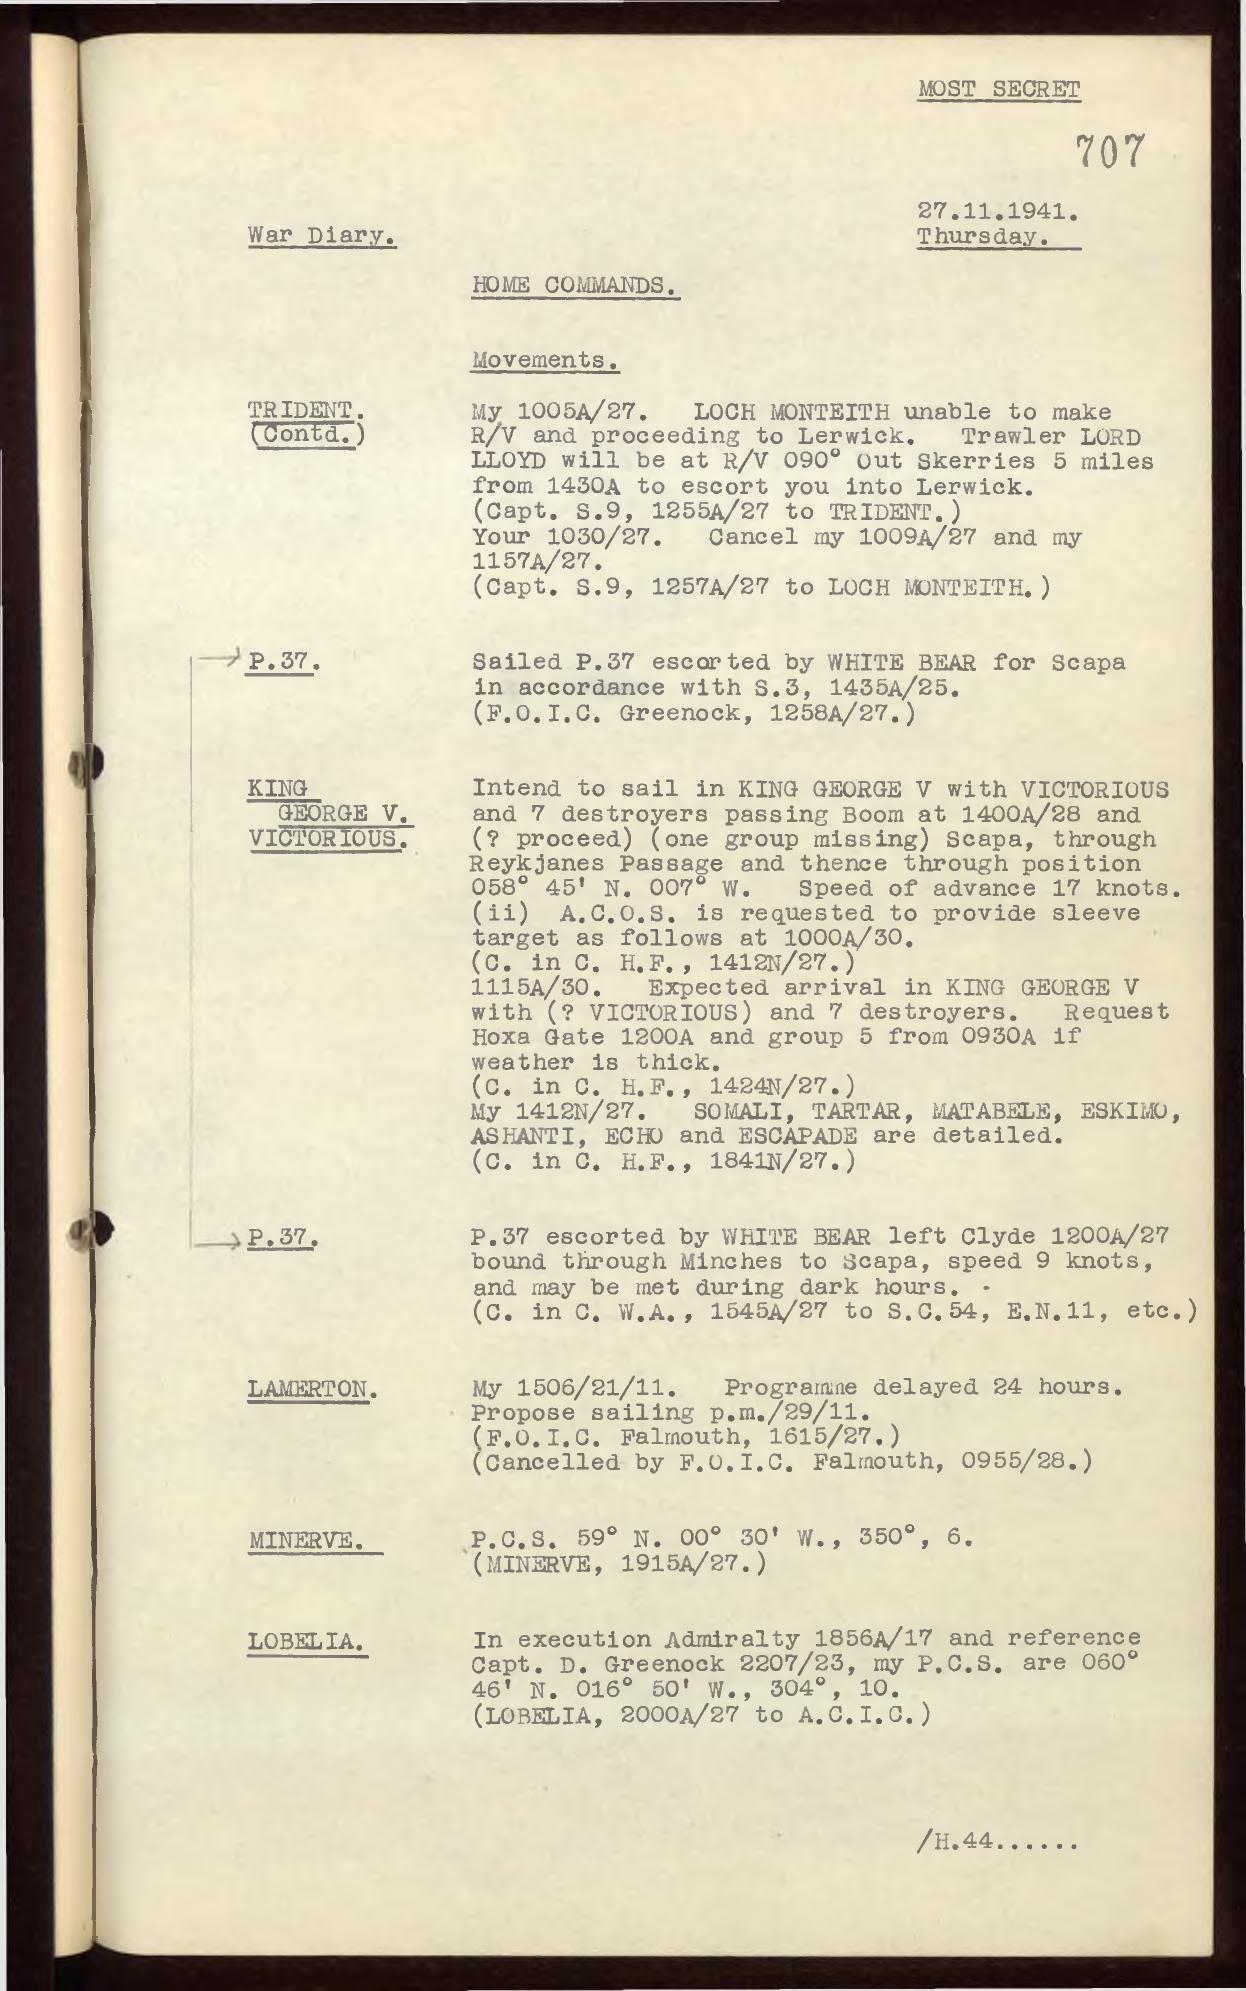 MOST SECRET
707
27.11.1941.
War Diary.
Thursday.
HOME COMMANDS.
Movements.
TRIDENT.
(Contd.)
My 1005A/27. LOCH MONTEITH unable to make
R/V and proceeding to Lerwick. Trawler LORD
LLOYD will be at R/V 090° Out Skerries 5 miles
from 1430A to escort you into Lerwick.
(Capt. S.9, 1255A/27 to TRIDENT.)
Your 1030/27. Cancel my 1009A/27 and my
1157A/27.
(Capt. S.9, 1257A/27 to LOCH MONTEITH.)
P.37.
Sailed P.37 escorted by WHITE BEAR for Scapa
in accordance with S.3, 1435A/25.
(F.O.I.C. Greenock, 1258A/27.)
KING
GEORGE V.
VICTORIOUS.
Intend to sail in KING GEORGE V with VICTORIOUS
and 7 destroyers passing Boom at 1400A/28 and
(? proceed) (one group missing) Scapa, through
Reykjanes Passage and thence through position
058° 45' N. 007° W. Speed of advance 17 knots.
(ii) A.C.O.S. is requested to provide sleeve
target as follows at 1000A/30.
(C. in C. H.F., 1412N/27.)
1115A/30. Expected arrival in KING GEORGE V
with (? VICTORIOUS) and 7 destroyers. Request
Hoxa Gate 1200A and group 5 from 0930A if
weather is thick.
(C. in C. H.F., 1424N/27.)
My 1412N/27. SOMALI, TARTAR, MATABELE, ESKIMO,
ASHANTI, ECHO and ESCAPADE are detailed.
(C. in C. H.F., 1841N/27.)
P.37.
P.37 escorted by WHITE BEAR left Clyde 1200A/27
bound through Minches to Scapa, speed 9 knots,
and may be met during dark hours.
(C. in C. W.A., 1545A/27 to S.C.54, E.N.11, etc.)
LAMERTON.
My 1506/21/11. Programme delayed 24 hours.
Propose sailing p.m./29/11.
(F.O.I.C. Falmouth, 1615/27.)
(Cancelled by F.O.I.C. Falmouth, 0955/28.)
MINERVE.
P.C.S. 59° N. 00° 30' W., 350°, 6.
(MINERVE, 1915A/27.)
LOBELIA.
In execution Admiralty 1856A/17 and reference
Capt. D. Greenock 2207/23, my P.C.S. are 060°
46' N. 016° 50' W., 304°, 10.
(LOBELIA, 2000A/27 to A.C.I.C.)
/H.44......